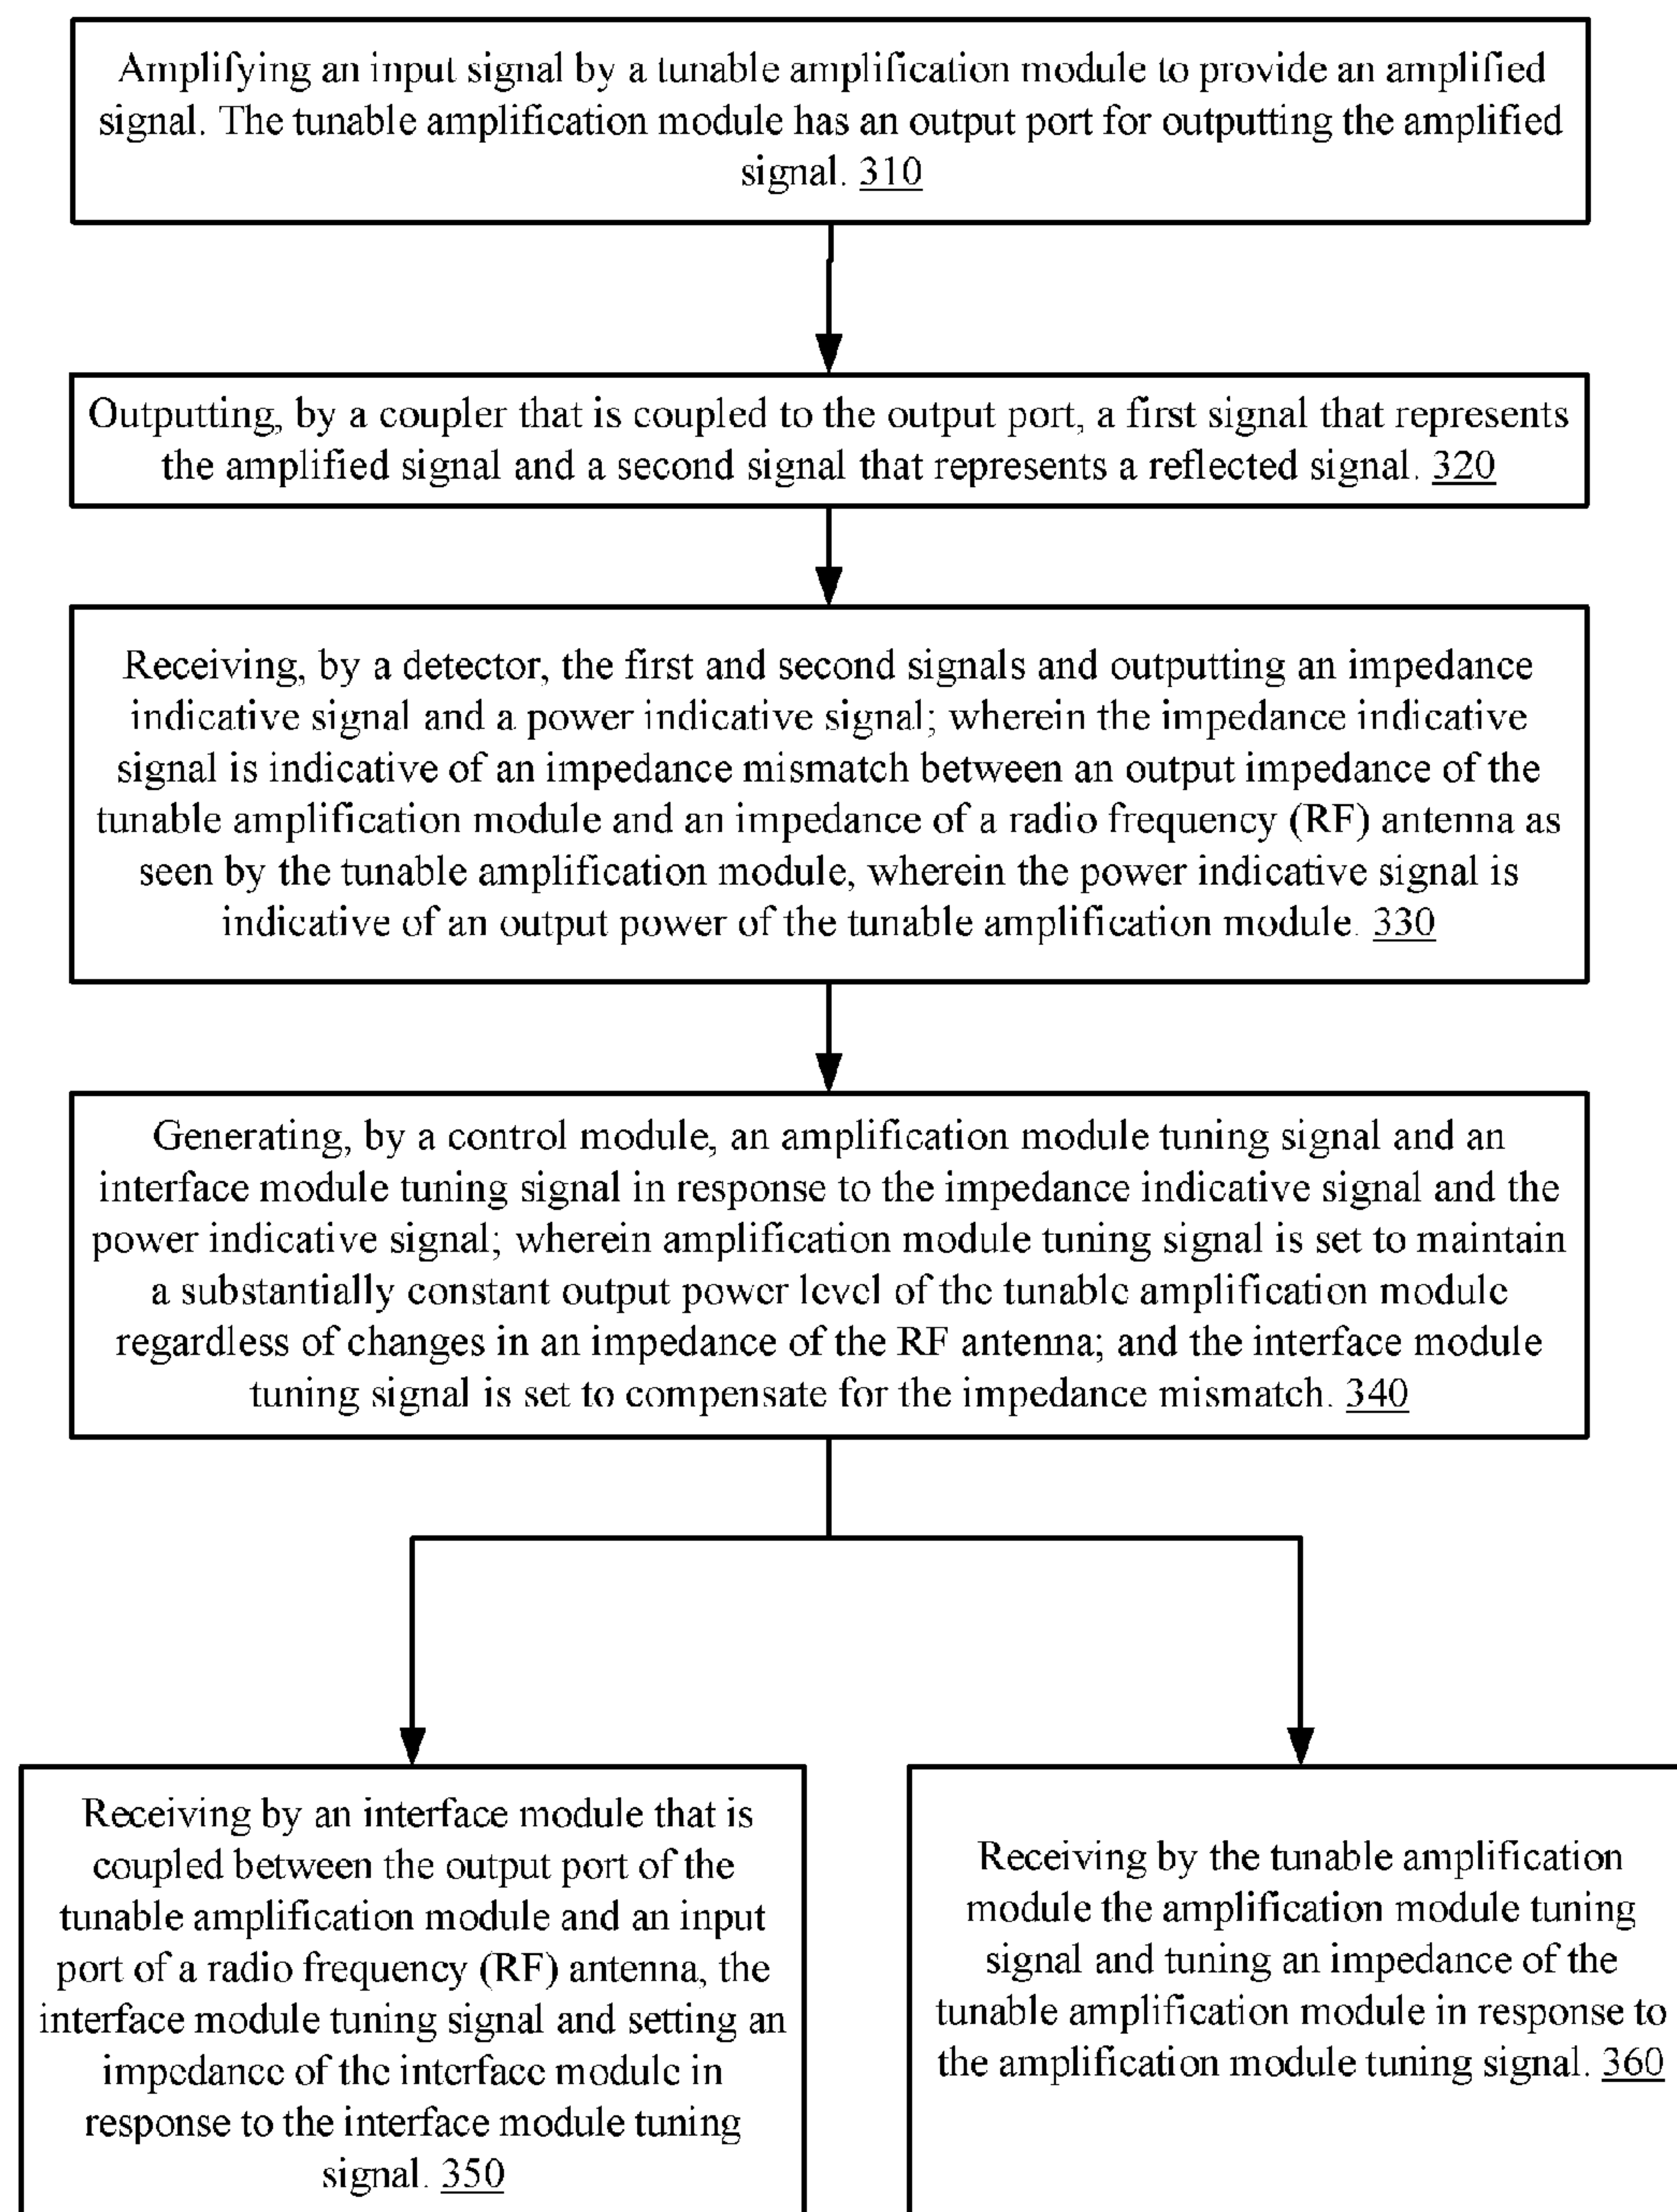 Amplifying an input signal by a tunable amplification module to provide an amplified
signal. The tunable amplification module has an output port for outputting the amplified
signal. 310
Outputting, by a coupler that is coupled to the output port, a first signal that represents
the amplified signal and a second signal that represents a reflected signal. 320
Receiving, by a detector, the first and second signals and outputting an impedance
indicative signal and a power indicative signal; wherein the impedance indicative
signal is indicative of an impedance mismatch between an output impedance of the
tunable amplification module and an impedance of a radio frequency (RF) antenna as
seen by the tunable amplification module, wherein the power indicative signal is
indicative of an output power of the tunable amplification module. 330
Generating, by a control module, an amplification module tuning signal and an
interface module tuning signal in response to the impedance indicative signal and the
power indicative signal; wherein amplification module tuning signal is set to maintain
a substantially constant output power level of the tunable amplification module
regardless of changes in an impedance of the RF antenna; and the interface module
tuning signal is set to compensate for the impedance mismatch. 340
Receiving by an interface module that is
coupled between the output port of the
tunable amplification module and an input
port of a radio frequency (RF) antenna, the
interface module tuning signal and setting an
impedance of the interface module in
response to the interface module tuning
signal. 350
Receiving by the tunable amplification
module the amplification module tuning
signal and tuning an impedance of the
tunable amplification module in response to
the amplification module tuning signal. 360